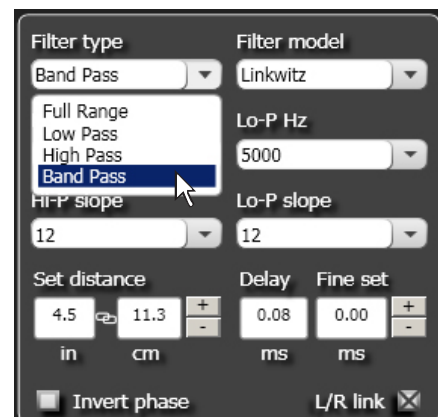 Filter type Filter model
Band Pass Linkwitz
Full Range
Low Pass
High Pass
Band Pass
Lo-P Hz
5000
Hi-P slope Lo-P slope
12 12
Set distance Delay Fine set
4.5 11.3 + - 0.08 0.00 + -
in cm ms ms
Invert phase L/R link